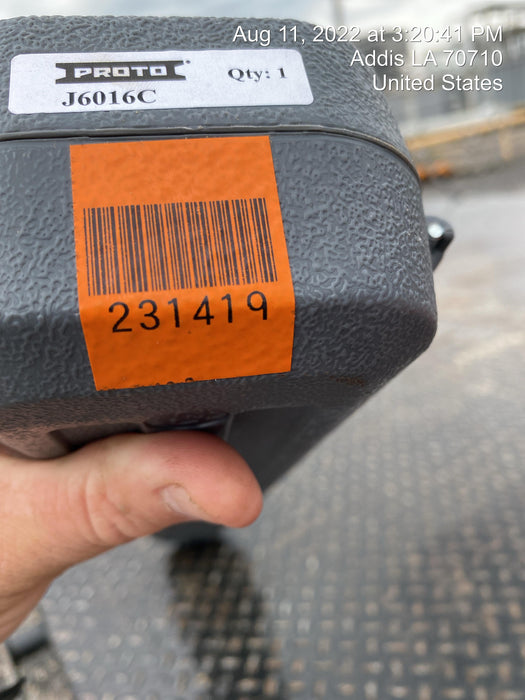 Aug 11, 2022 at 3:20:41 PM
Addis LA 70710
United States
PROTO® Qty: 1
J6016C
231419